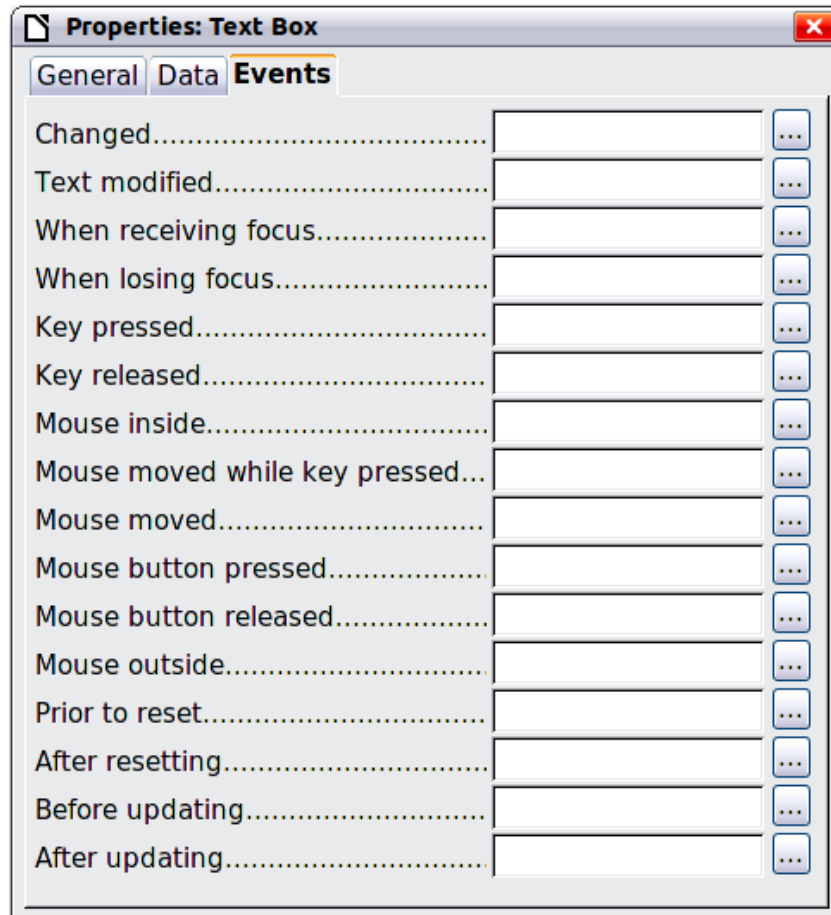 Properties: Text Box
General Data Events
Changed.......................................... ...
Text modified.................................. ...
When receiving focus..................... ...
When losing focus.......................... ...
Key pressed.................................... ...
Key released................................... ...
Mouse inside................................... ...
Mouse moved while key pressed... ...
Mouse moved................................. ...
Mouse button pressed.................... ...
Mouse button released................... ...
Mouse outside................................ ...
Prior to reset................................... ...
After resetting................................. ...
Before updating.............................. ...
After updating................................. ...